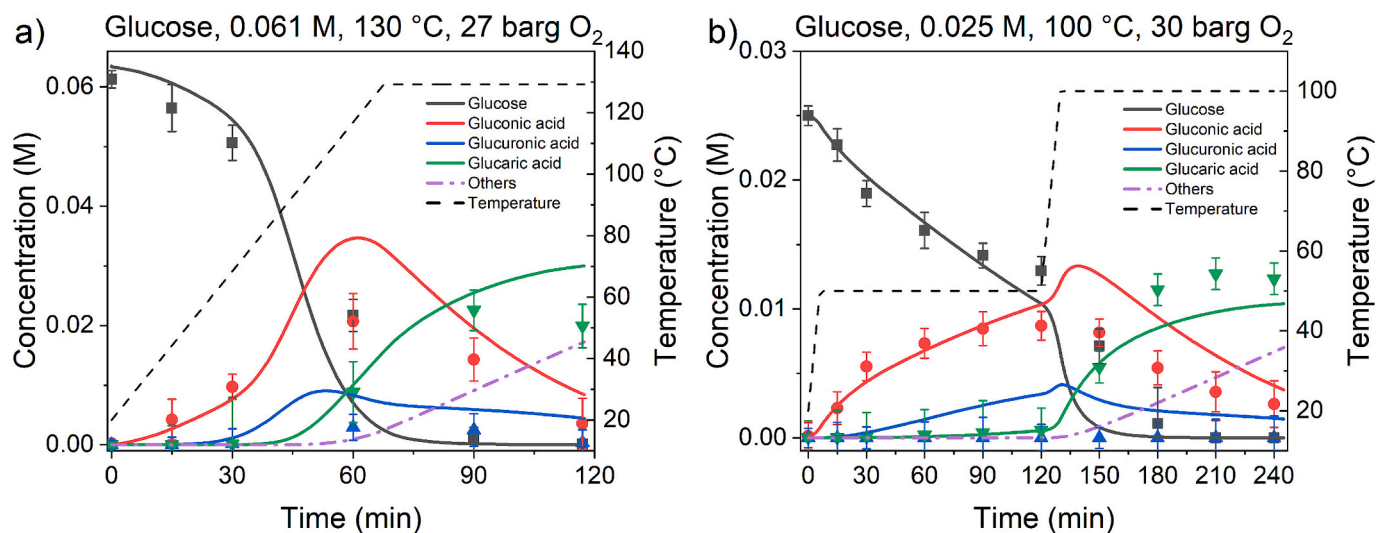 a)
Glucose, 0.061 M, 130 °C, 27 barg O2
Concentration (M)
0.06
0.04
0.02
0.00
Glucose
Gluconic acid
Glucuronic acid
Glucaric acid
Others
Temperature
140
120
100
80
60
40
20
Temperature (°C)
0
30
60
90
120
Time (min)
b)
Glucose, 0.025 M, 100 °C, 30 barg O2
Concentration (M)
0.03
0.02
0.01
0.00
Glucose
Gluconic acid
Glucuronic acid
Glucaric acid
Others
Temperature
100
80
60
40
20
Temperature (°C)
0
30
60
90
120
150
180
210
240
Time (min)